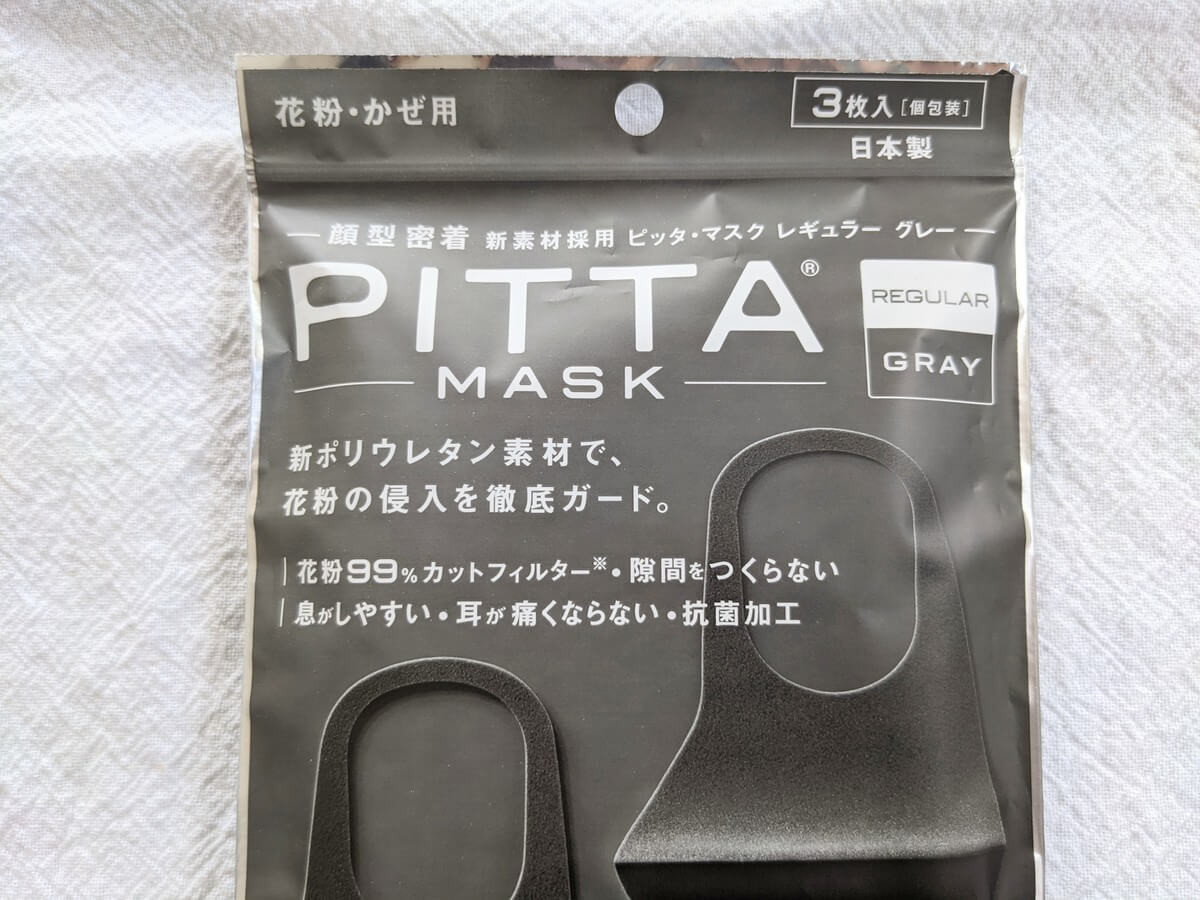 花粉・かぜ用
3枚入[個包装]
日本製
顔型密着 新素材採用 ピッタ・マスク レギュラー グレー
PITTA®
MASK
REGULAR
GRAY
新ポリウレタン素材で、
花粉の侵入を徹底ガード。
花粉99%カットフィルター※・隙間をつくらない
息がしやすい・耳が痛くならない・抗菌加工